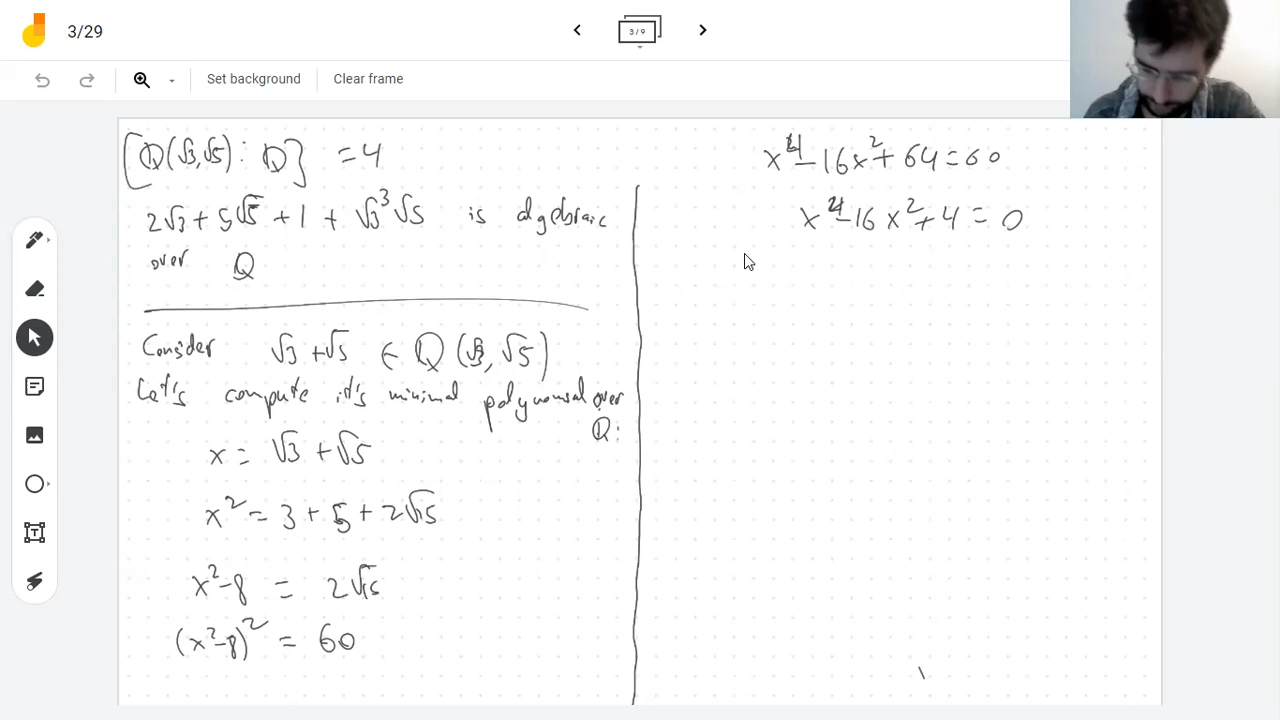 3/29
3 / 9
Set background
Clear frame
[Q(√3,√5) : Q] = 4
2√3 + 5√5 + 1 + √3³√5 is algebraic
over Q
Consider √3 + √5 ∈ Q(√3, √5)
Let's compute it's minimal polynomial over
Q:
x = √3 + √5
x² = 3 + 5 + 2√15
x² - 8 = 2√15
(x² - 8)² = 60
x⁴ - 16x² + 64 = 60
x⁴ - 16x² + 4 = 0